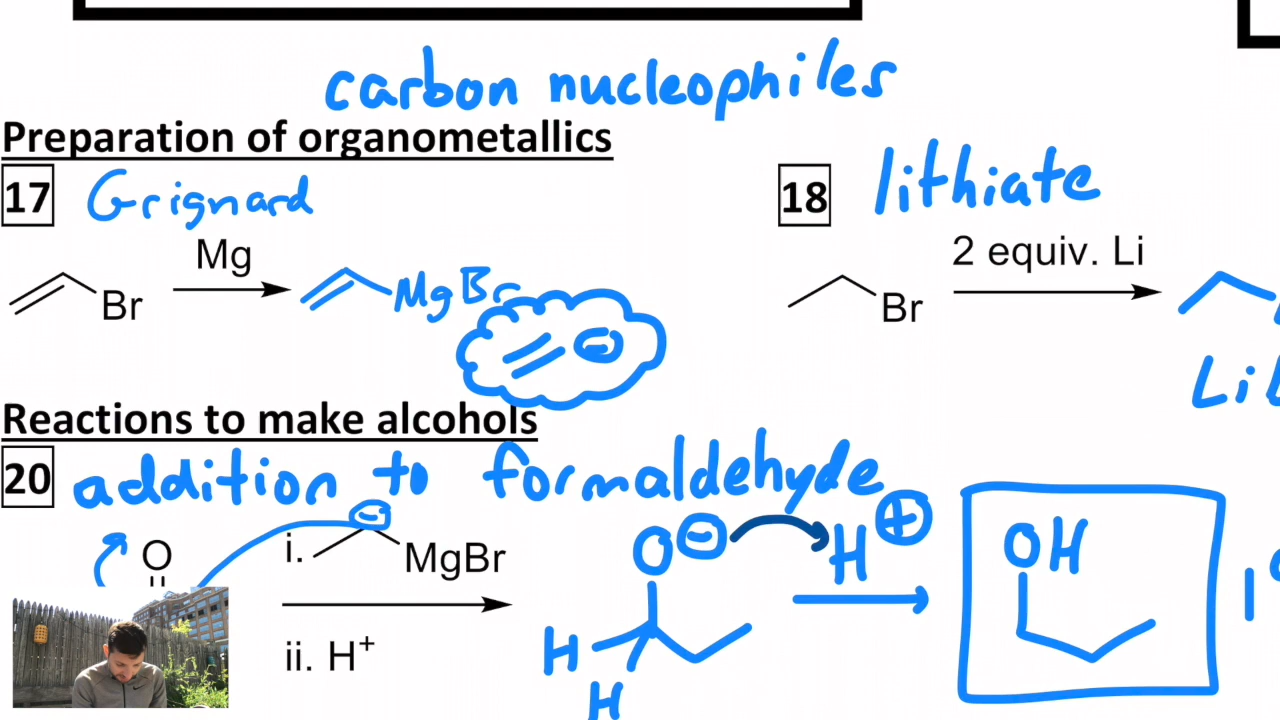 carbon nucleophiles
Preparation of organometallics
17 Grignard
Mg
Br
MgBr
18 lithiate
2 equiv. Li
Br
Reactions to make alcohols
20 addition to formaldehyde
O
i. MgBr
ii. H+
O H+
H
H
OH